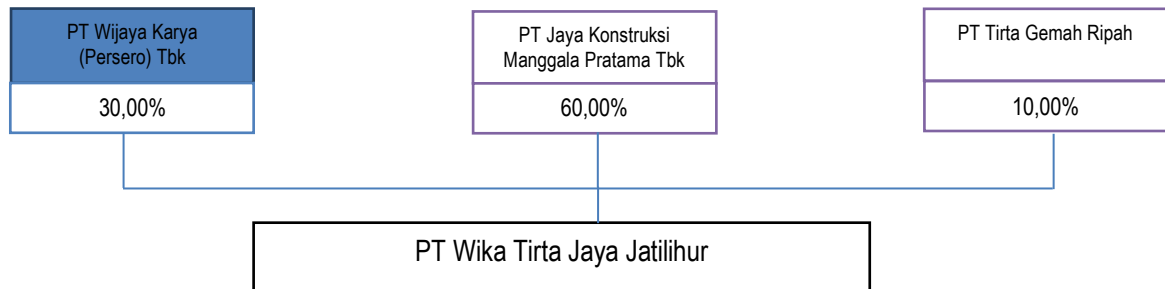 PT Wijaya Karya
(Persero) Tbk
30,00%
PT Jaya Konstruksi
Manggala Pratama Tbk
60,00%
PT Tirta Gemah Ripah
10,00%
PT Wika Tirta Jaya Jatilihur